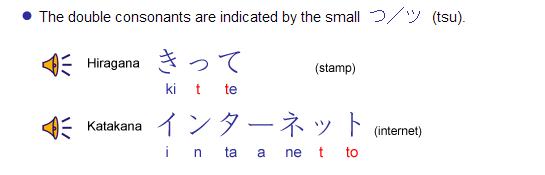 The double consonants are indicated by the small つ／ツ (tsu).
Hiragana きって (stamp)
ki t te
Katakana インターネット (internet)
i n ta a ne t to